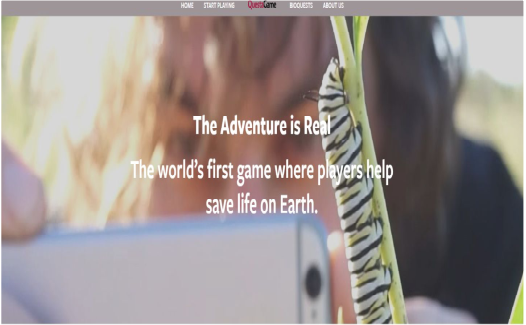 HOME START PLAYING QuestaGame BIOQUESTS ABOUT US
The Adventure is Real
The world's first game where players help
save life on Earth.